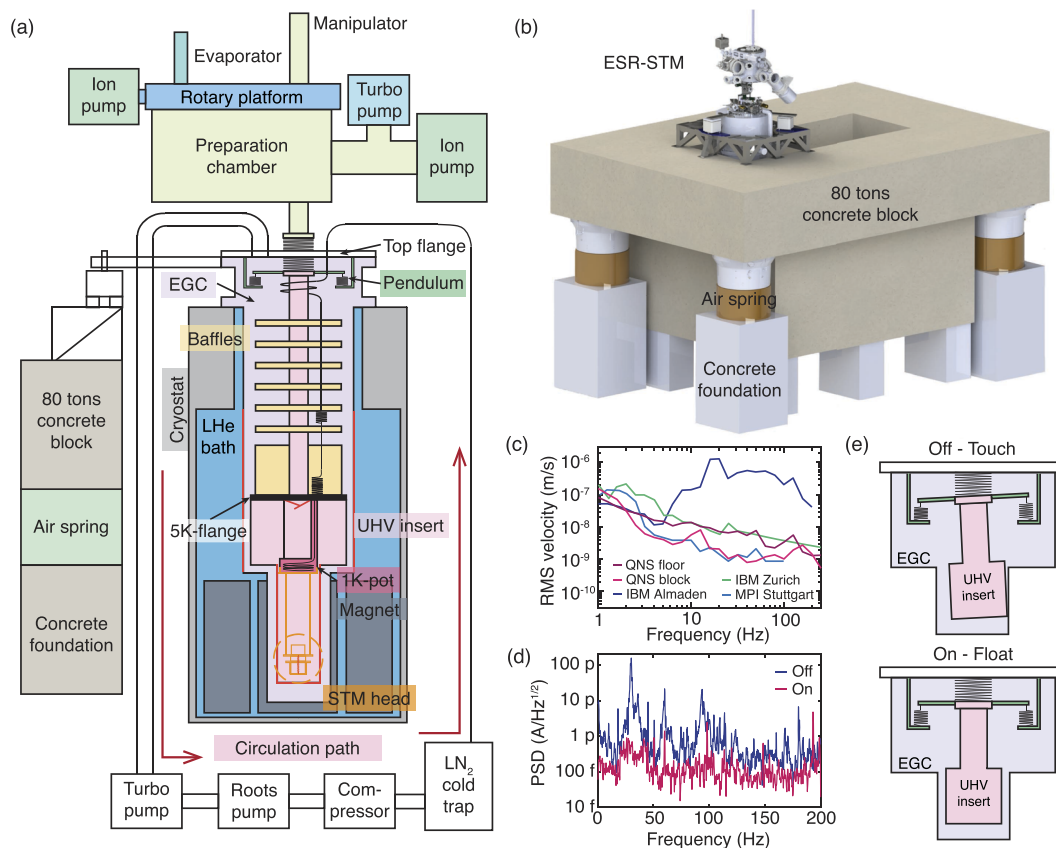 (a)
Manipulator
Evaporator
Ion
pump
Rotary platform
Turbo
pump
Preparation
chamber
Ion
pump
Top flange
Pendulum
EGC
Baffles
Cryostat
80 tons
concrete
block
LHe
bath
Air spring
5K-flange
UHV insert
1K-pot
Magnet
Concrete
foundation
STM head
Circulation path
Turbo
pump
Roots
pump
Com-
pressor
LN2
cold
trap
(b)
ESR-STM
80 tons
concrete block
Air spring
Concrete
foundation
(c)
RMS velocity (m/s)
10-6
10-7
10-8
10-9
10-10
QNS floor
QNS block
IBM Almaden
IBM Zurich
MPI Stuttgart
1
10
100
Frequency (Hz)
(d)
PSD (A/Hz1/2)
100 p
10 p
1 p
100 f
10 f
Off
On
0
50
100
150
200
Frequency (Hz)
(e)
Off - Touch
EGC
UHV
insert
On - Float
EGC
UHV
insert